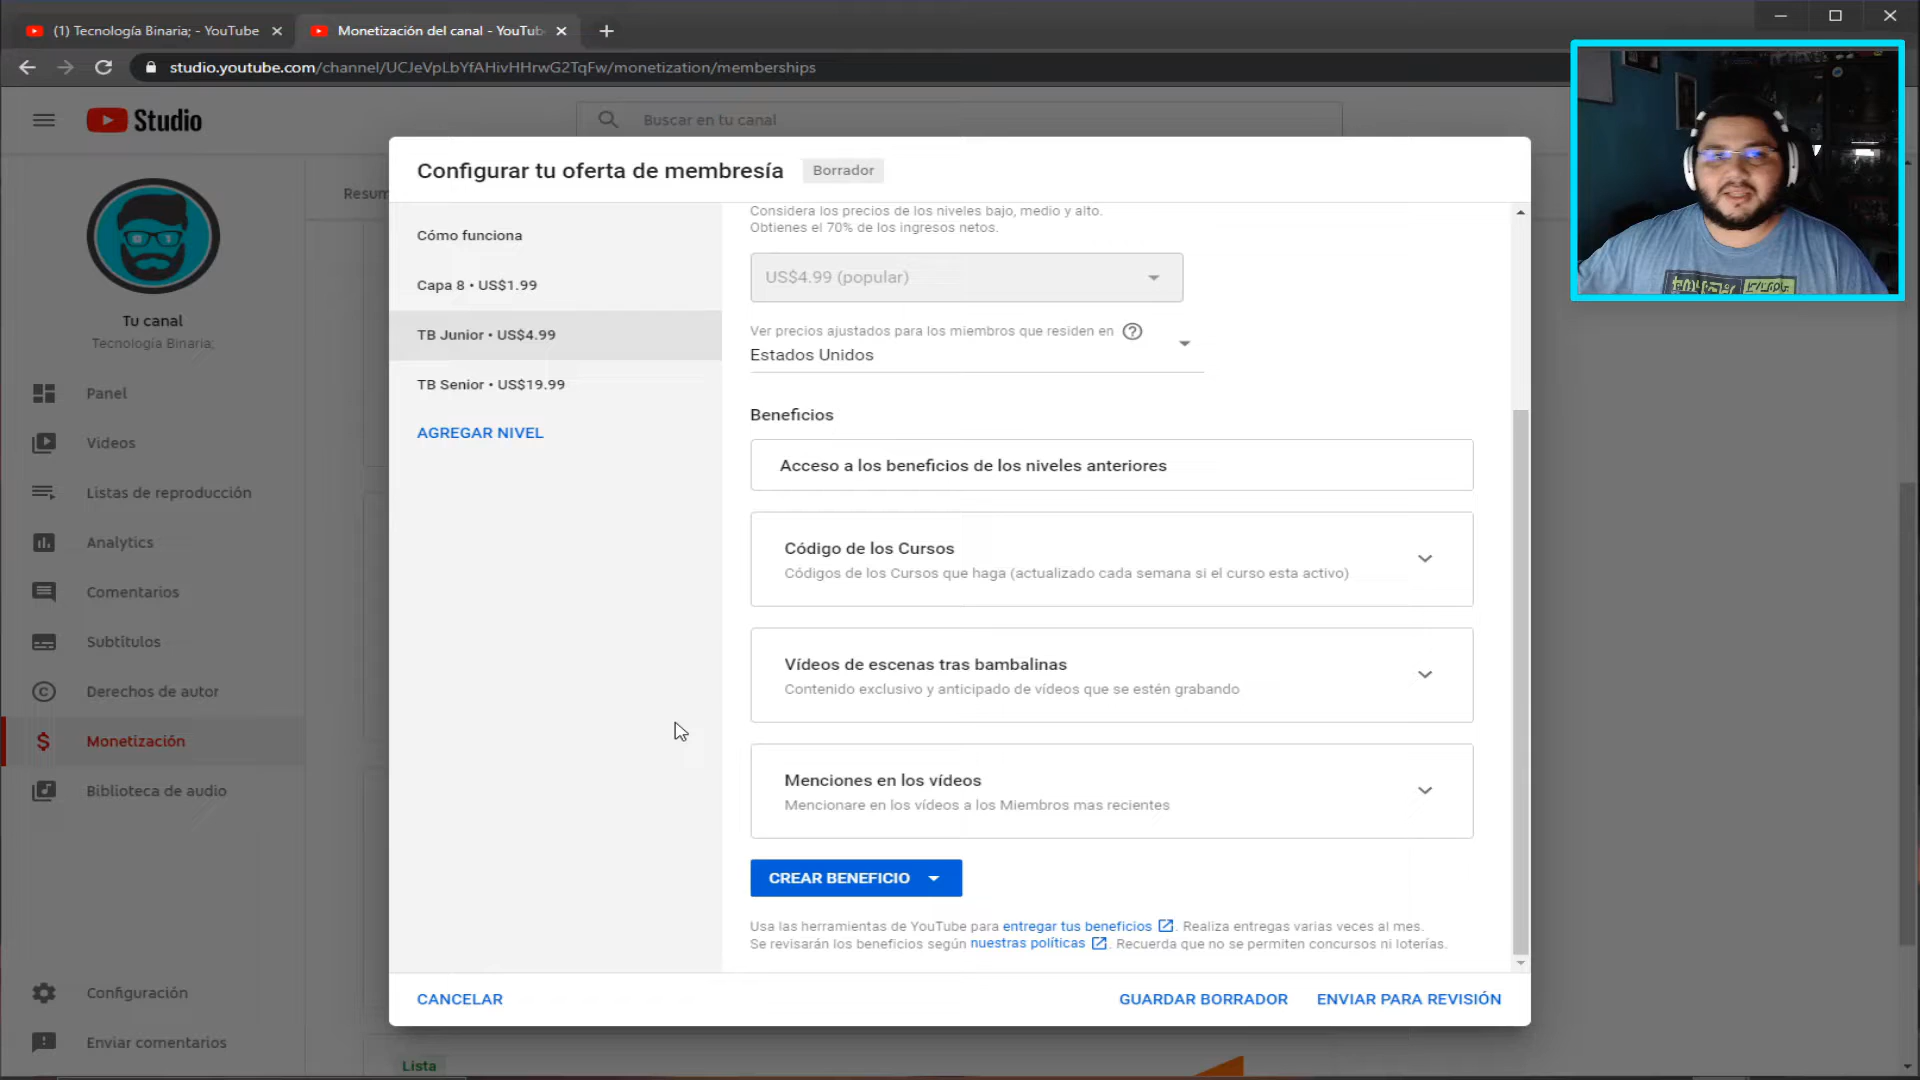 (1) Tecnología Binaria; - YouTube
Monetización del canal - YouTub
studio.youtube.com/channel/UCJeVpLbYfAHivHHrwG2TqFw/monetization/memberships
Studio
Buscar en tu canal
Tu canal
Tecnología Binaria;
Panel
Videos
Listas de reproducción
Analytics
Comentarios
Subtítulos
Derechos de autor
Monetización
Biblioteca de audio
Configuración
Enviar comentarios
Resum
Configurar tu oferta de membresía
Borrador
Cómo funciona
Capa 8 • US$1.99
TB Junior • US$4.99
TB Senior • US$19.99
AGREGAR NIVEL
Considera los precios de los niveles bajo, medio y alto.
Obtienes el 70% de los ingresos netos.
US$4.99 (popular)
Ver precios ajustados para los miembros que residen en
Estados Unidos
Beneficios
Acceso a los beneficios de los niveles anteriores
Código de los Cursos
Códigos de los Cursos que haga (actualizado cada semana si el curso esta activo)
Vídeos de escenas tras bambalinas
Contenido exclusivo y anticipado de vídeos que se estén grabando
Menciones en los vídeos
Mencionare en los vídeos a los Miembros mas recientes
CREAR BENEFICIO
Usa las herramientas de YouTube para entregar tus beneficios. Realiza entregas varias veces al mes.
Se revisarán los beneficios según nuestras políticas. Recuerda que no se permiten concursos ni loterías.
CANCELAR
GUARDAR BORRADOR
ENVIAR PARA REVISIÓN
Lista